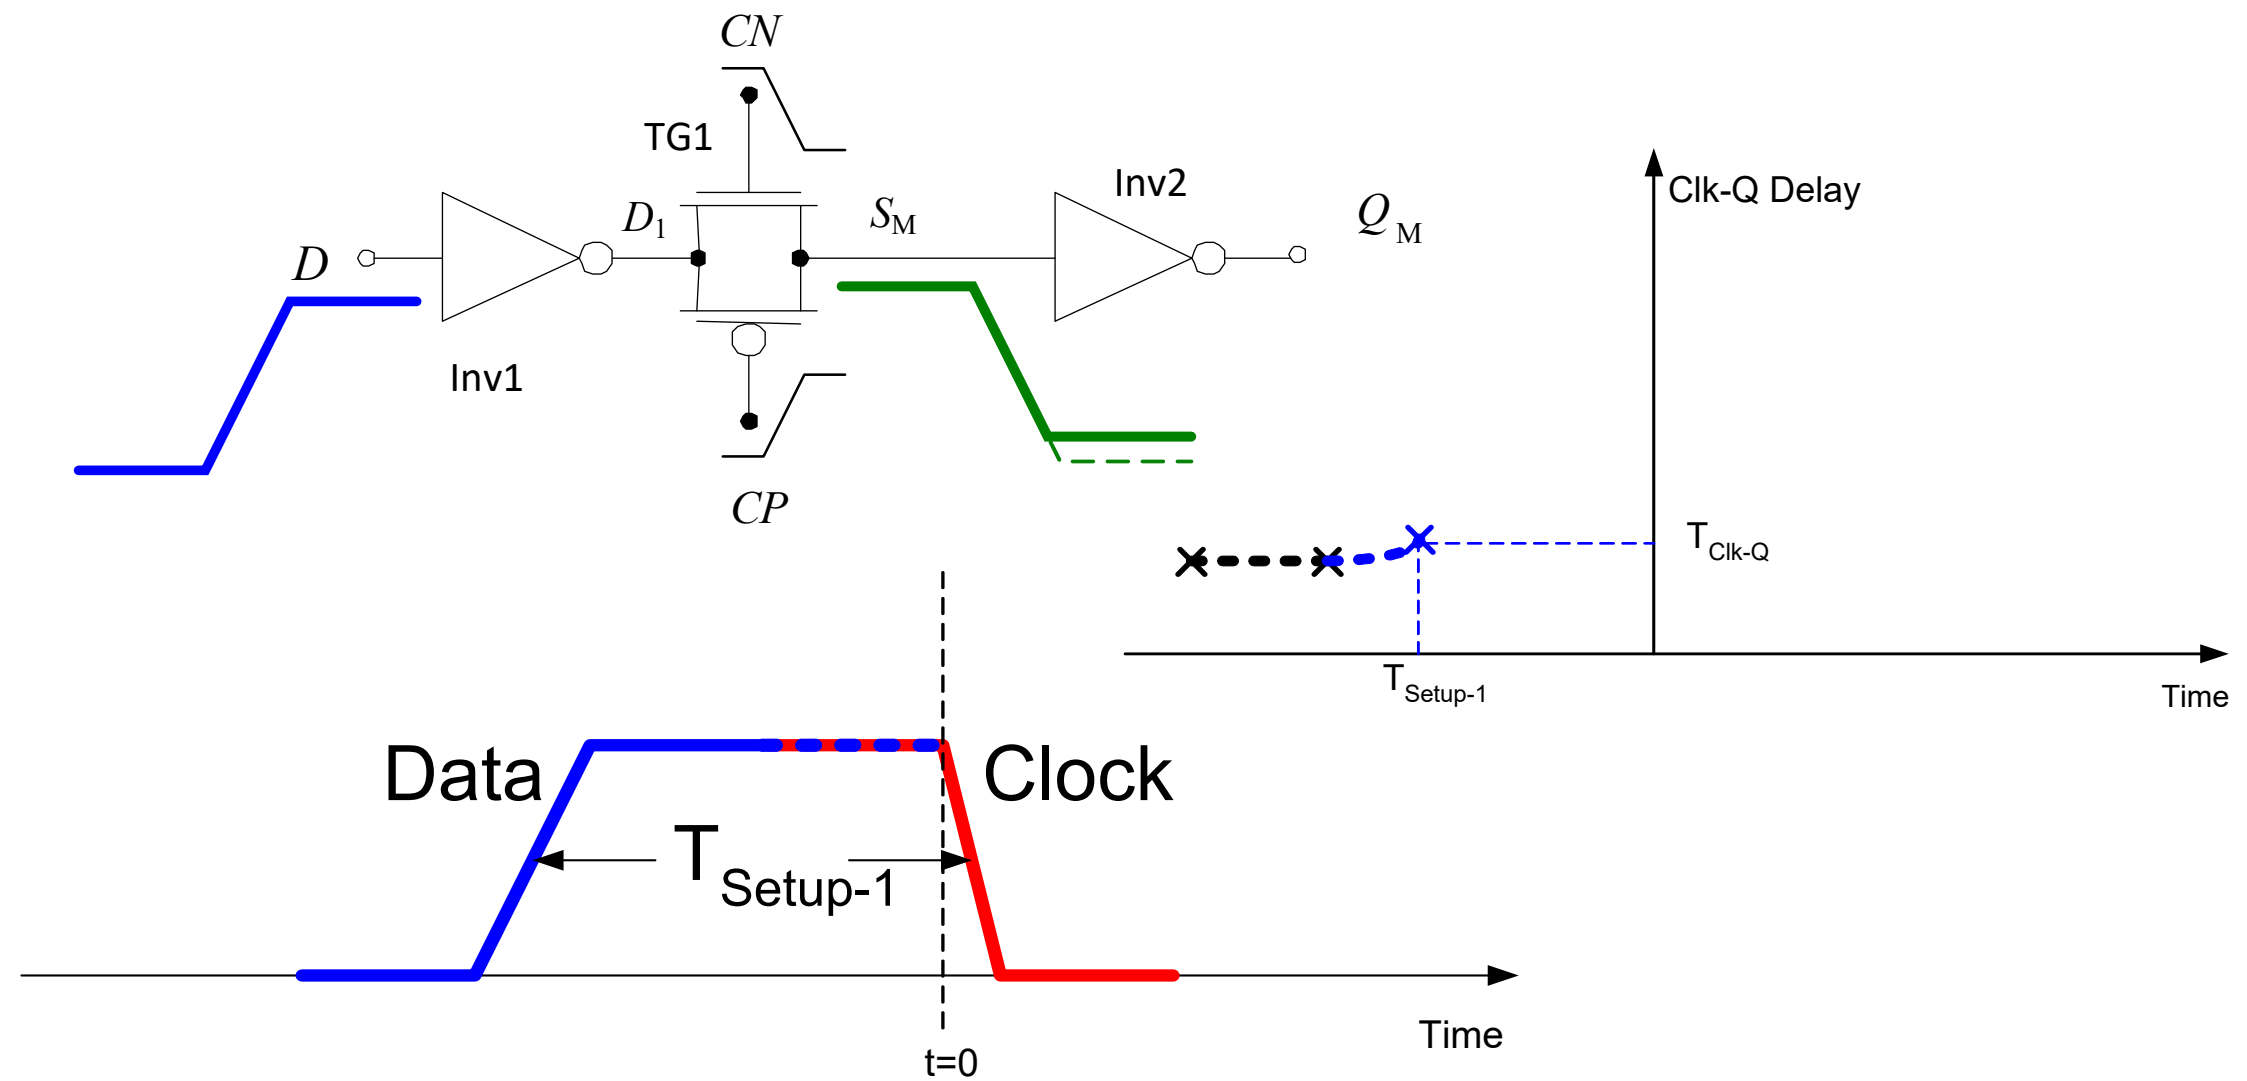 CN
TG1
Inv2
Clk-Q Delay
D
D1
SM
QM
Inv1
CP
TClk-Q
TSetup-1
Time
Data
Clock
TSetup-1
Time
t=0